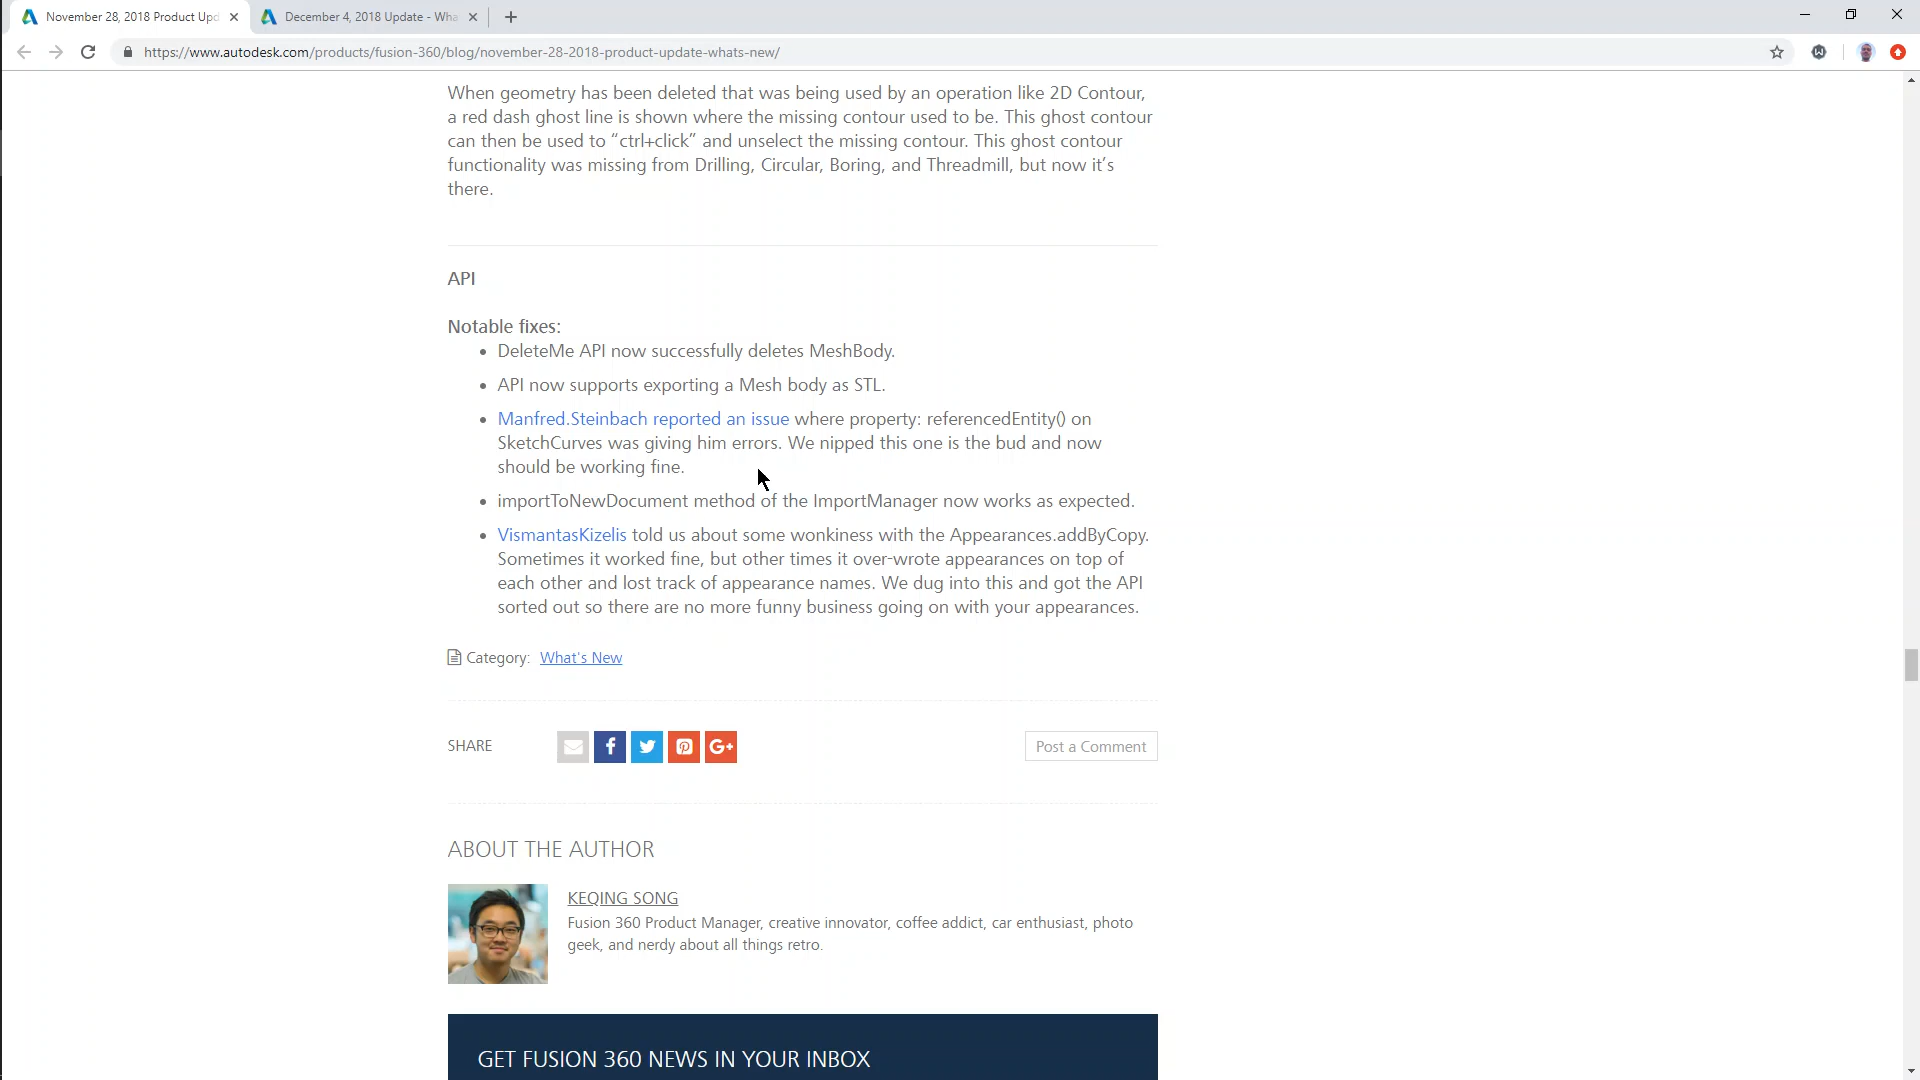 November 28, 2018 Product Upd
December 4, 2018 Update - Wha
https://www.autodesk.com/products/fusion-360/blog/november-28-2018-product-update-whats-new/
When geometry has been deleted that was being used by an operation like 2D Contour,
a red dash ghost line is shown where the missing contour used to be. This ghost contour
can then be used to “ctrl+click” and unselect the missing contour. This ghost contour
functionality was missing from Drilling, Circular, Boring, and Threadmill, but now it’s
there.
API
Notable fixes:
DeleteMe API now successfully deletes MeshBody.
API now supports exporting a Mesh body as STL.
Manfred.Steinbach reported an issue where property: referencedEntity() on
SketchCurves was giving him errors. We nipped this one is the bud and now
should be working fine.
importToNewDocument method of the ImportManager now works as expected.
VismantasKizelis told us about some wonkiness with the Appearances.addByCopy.
Sometimes it worked fine, but other times it over-wrote appearances on top of
each other and lost track of appearance names. We dug into this and got the API
sorted out so there are no more funny business going on with your appearances.
Category: What's New
SHARE
G+
Post a Comment
ABOUT THE AUTHOR
KEQING SONG
Fusion 360 Product Manager, creative innovator, coffee addict, car enthusiast, photo
geek, and nerdy about all things retro.
GET FUSION 360 NEWS IN YOUR INBOX